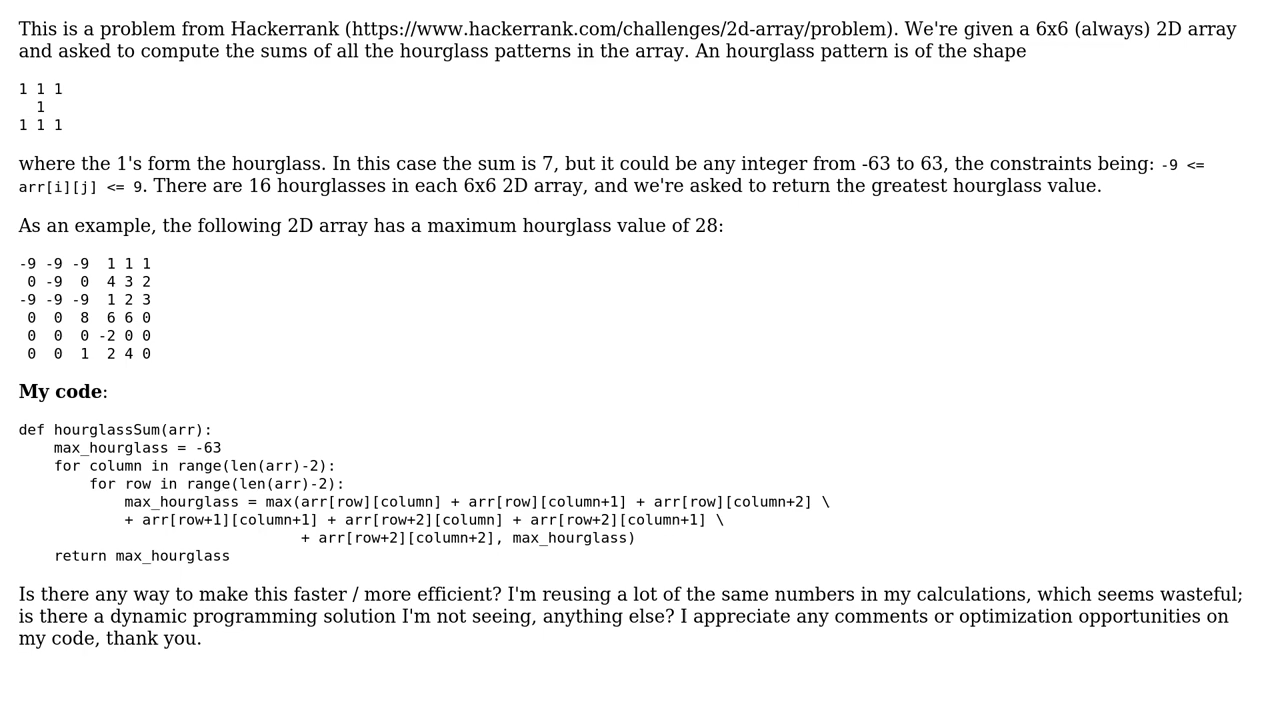 This is a problem from Hackerrank (https://www.hackerrank.com/challenges/2d-array/problem). We're given a 6x6 (always) 2D array
and asked to compute the sums of all the hourglass patterns in the array. An hourglass pattern is of the shape
1 1 1
  1
1 1 1
where the 1's form the hourglass. In this case the sum is 7, but it could be any integer from -63 to 63, the constraints being: -9 <=
arr[i][j] <= 9. There are 16 hourglasses in each 6x6 2D array, and we're asked to return the greatest hourglass value.
As an example, the following 2D array has a maximum hourglass value of 28:
-9 -9 -9  1 1 1
 0 -9  0  4 3 2
-9 -9 -9  1 2 3
 0  0  8  6 6 0
 0  0  0 -2 0 0
 0  0  1  2 4 0
My code:
def hourglassSum(arr):
    max_hourglass = -63
    for column in range(len(arr)-2):
        for row in range(len(arr)-2):
            max_hourglass = max(arr[row][column] + arr[row][column+1] + arr[row][column+2] \
            + arr[row+1][column+1] + arr[row+2][column] + arr[row+2][column+1] \
                                + arr[row+2][column+2], max_hourglass)
    return max_hourglass
Is there any way to make this faster / more efficient? I'm reusing a lot of the same numbers in my calculations, which seems wasteful;
is there a dynamic programming solution I'm not seeing, anything else? I appreciate any comments or optimization opportunities on
my code, thank you.